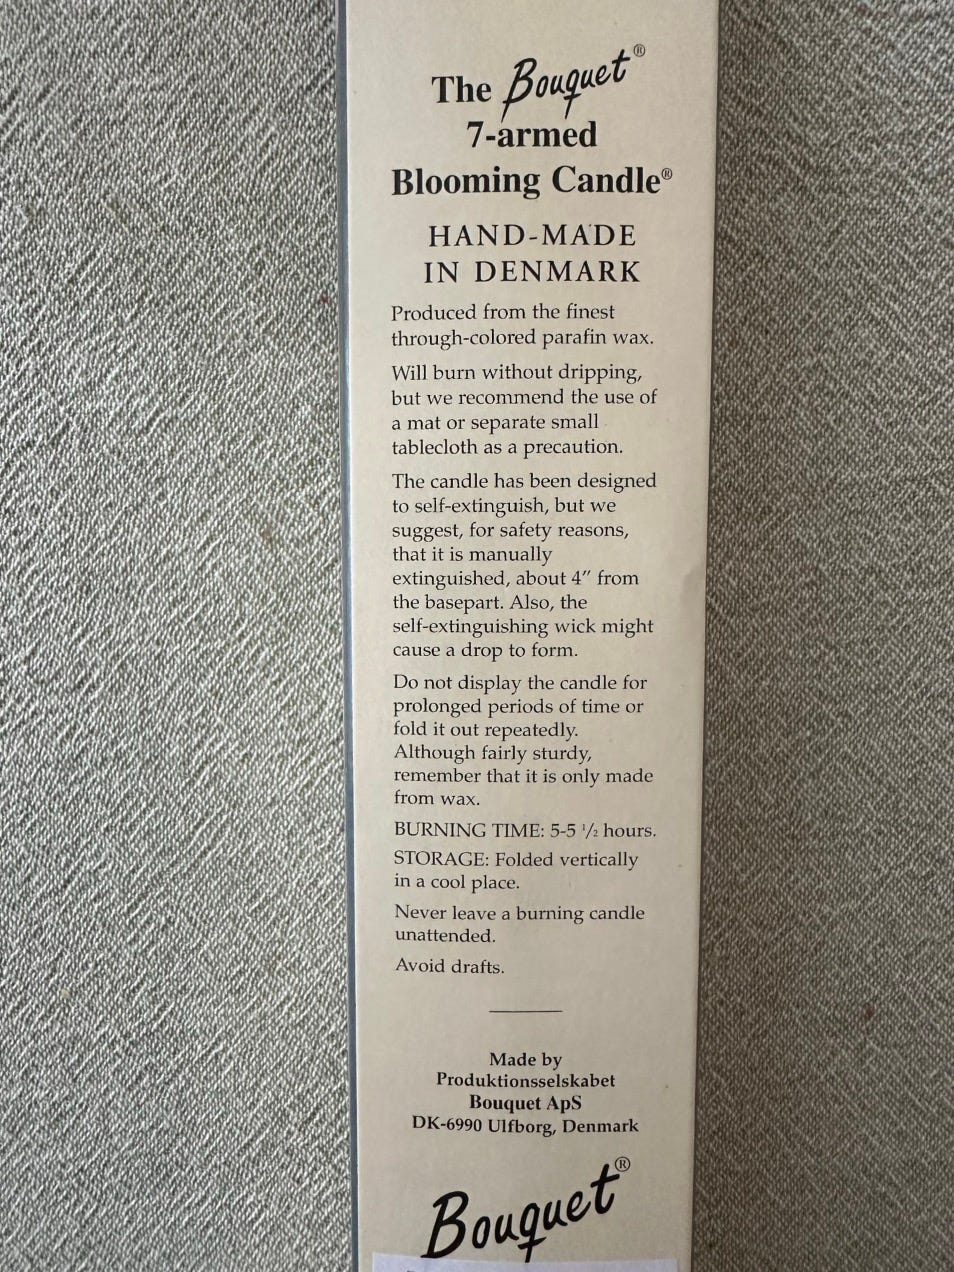 The Bouquet®
7-armed
Blooming Candle®
HAND-MADE
IN DENMARK
Produced from the finest
through-colored parafin wax.
Will burn without dripping,
but we recommend the use of
a mat or separate small
tablecloth as a precaution.
The candle has been designed
to self-extinguish, but we
suggest, for safety reasons,
that it is manually
extinguished, about 4″ from
the basepart. Also, the
self-extinguishing wick might
cause a drop to form.
Do not display the candle for
prolonged periods of time or
fold it out repeatedly.
Although fairly sturdy,
remember that it is only made
from wax.
BURNING TIME: 5-5 ½ hours.
STORAGE: Folded vertically
in a cool place.
Never leave a burning candle
unattended.
Avoid drafts.
Made by
Produktionsselskabet
Bouquet ApS
DK-6990 Ulfborg, Denmark
Bouquet®